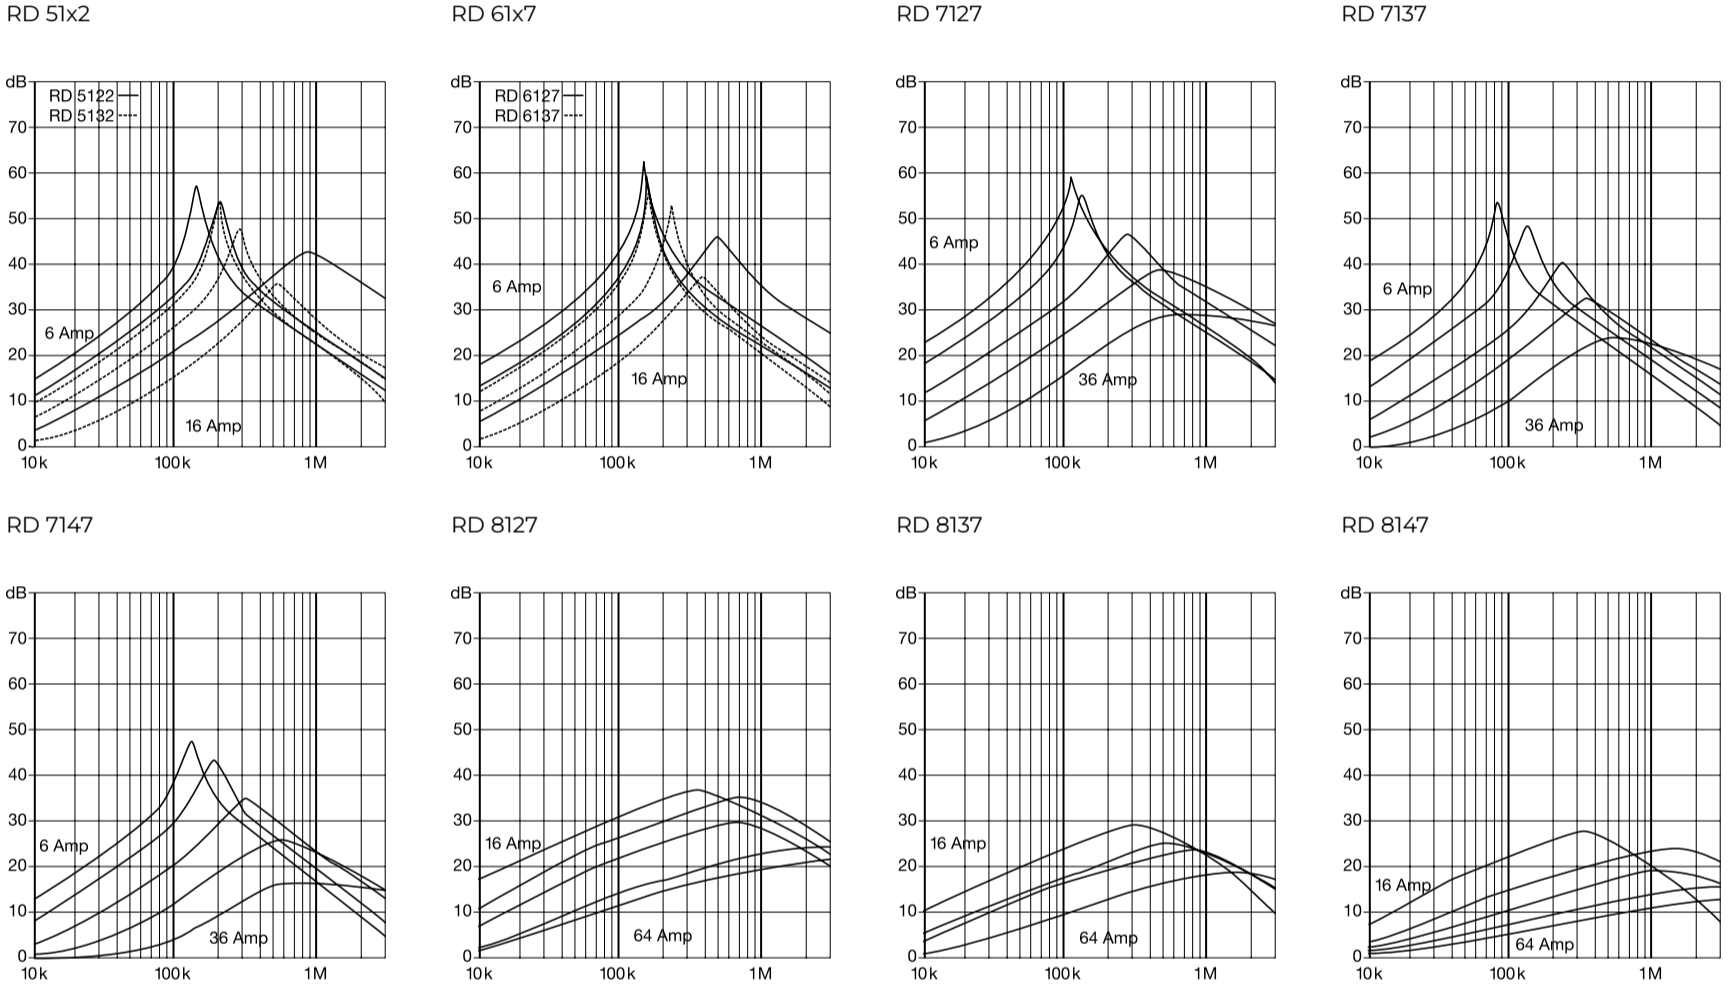 RD 51x2
RD 61x7
RD 7127
RD 7137
dB
RD 5122
RD 5132
70
60
50
40
30
20
10
0
6 Amp
16 Amp
10k
100k
1M
dB
RD 6127
RD 6137
70
60
50
40
30
20
10
0
6 Amp
16 Amp
10k
100k
1M
dB
70
60
50
40
30
20
10
0
6 Amp
36 Amp
10k
100k
1M
dB
70
60
50
40
30
20
10
0
6 Amp
36 Amp
10k
100k
1M
RD 7147
RD 8127
RD 8137
RD 8147
dB
70
60
50
40
30
20
10
0
6 Amp
36 Amp
10k
100k
1M
dB
70
60
50
40
30
20
10
0
16 Amp
64 Amp
10k
100k
1M
dB
70
60
50
40
30
20
10
0
16 Amp
64 Amp
10k
100k
1M
dB
70
60
50
40
30
20
10
0
16 Amp
64 Amp
10k
100k
1M